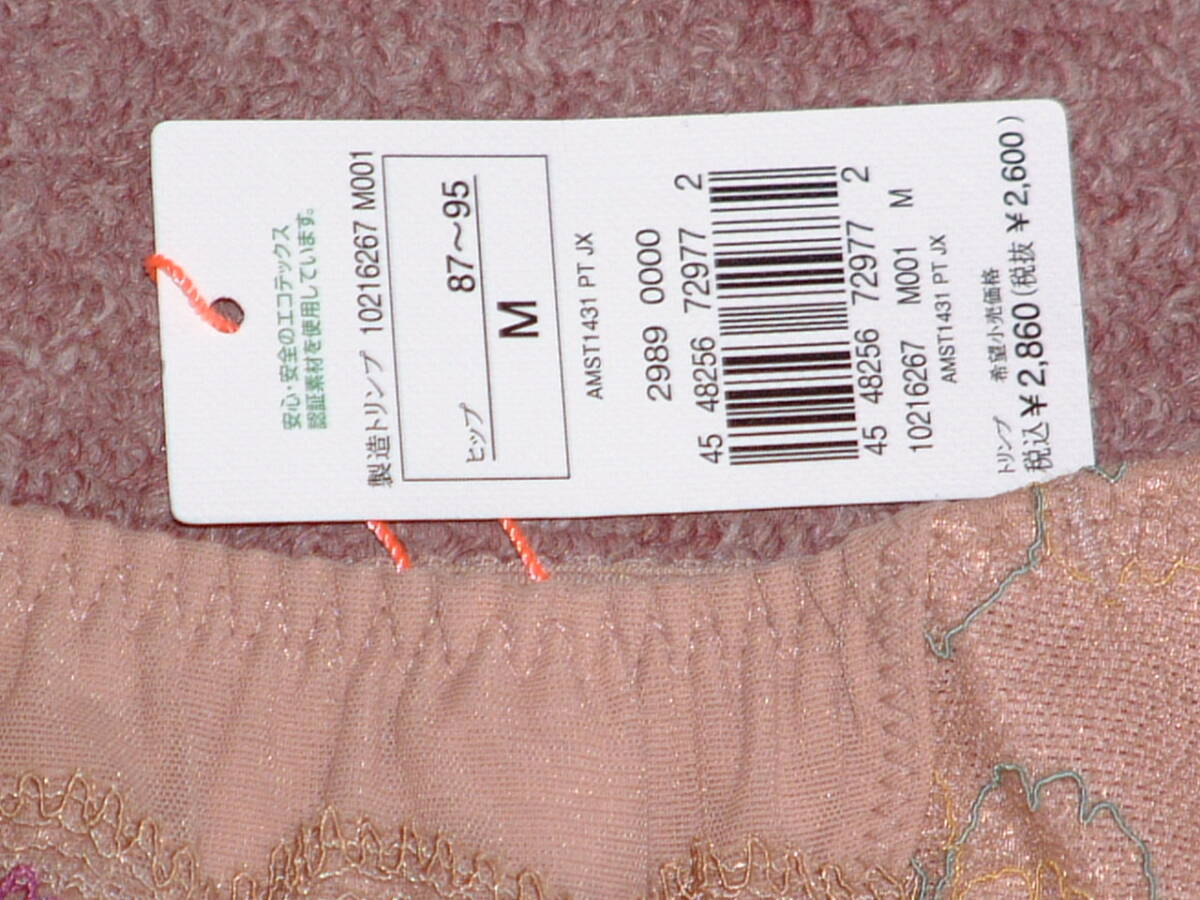 安心・安全のエコテックス
認証素材を使用しています。
製造トリンプ 10216267 M001
ヒップ 87〜95
M
AMST1431 PT JX
2989 0000
45 48256 72977 2
45 48256 72977 2
10216267 M001 M
AMST1431 PT JX
トリンプ 希望小売価格
税込¥2,860(税抜 ¥2,600)